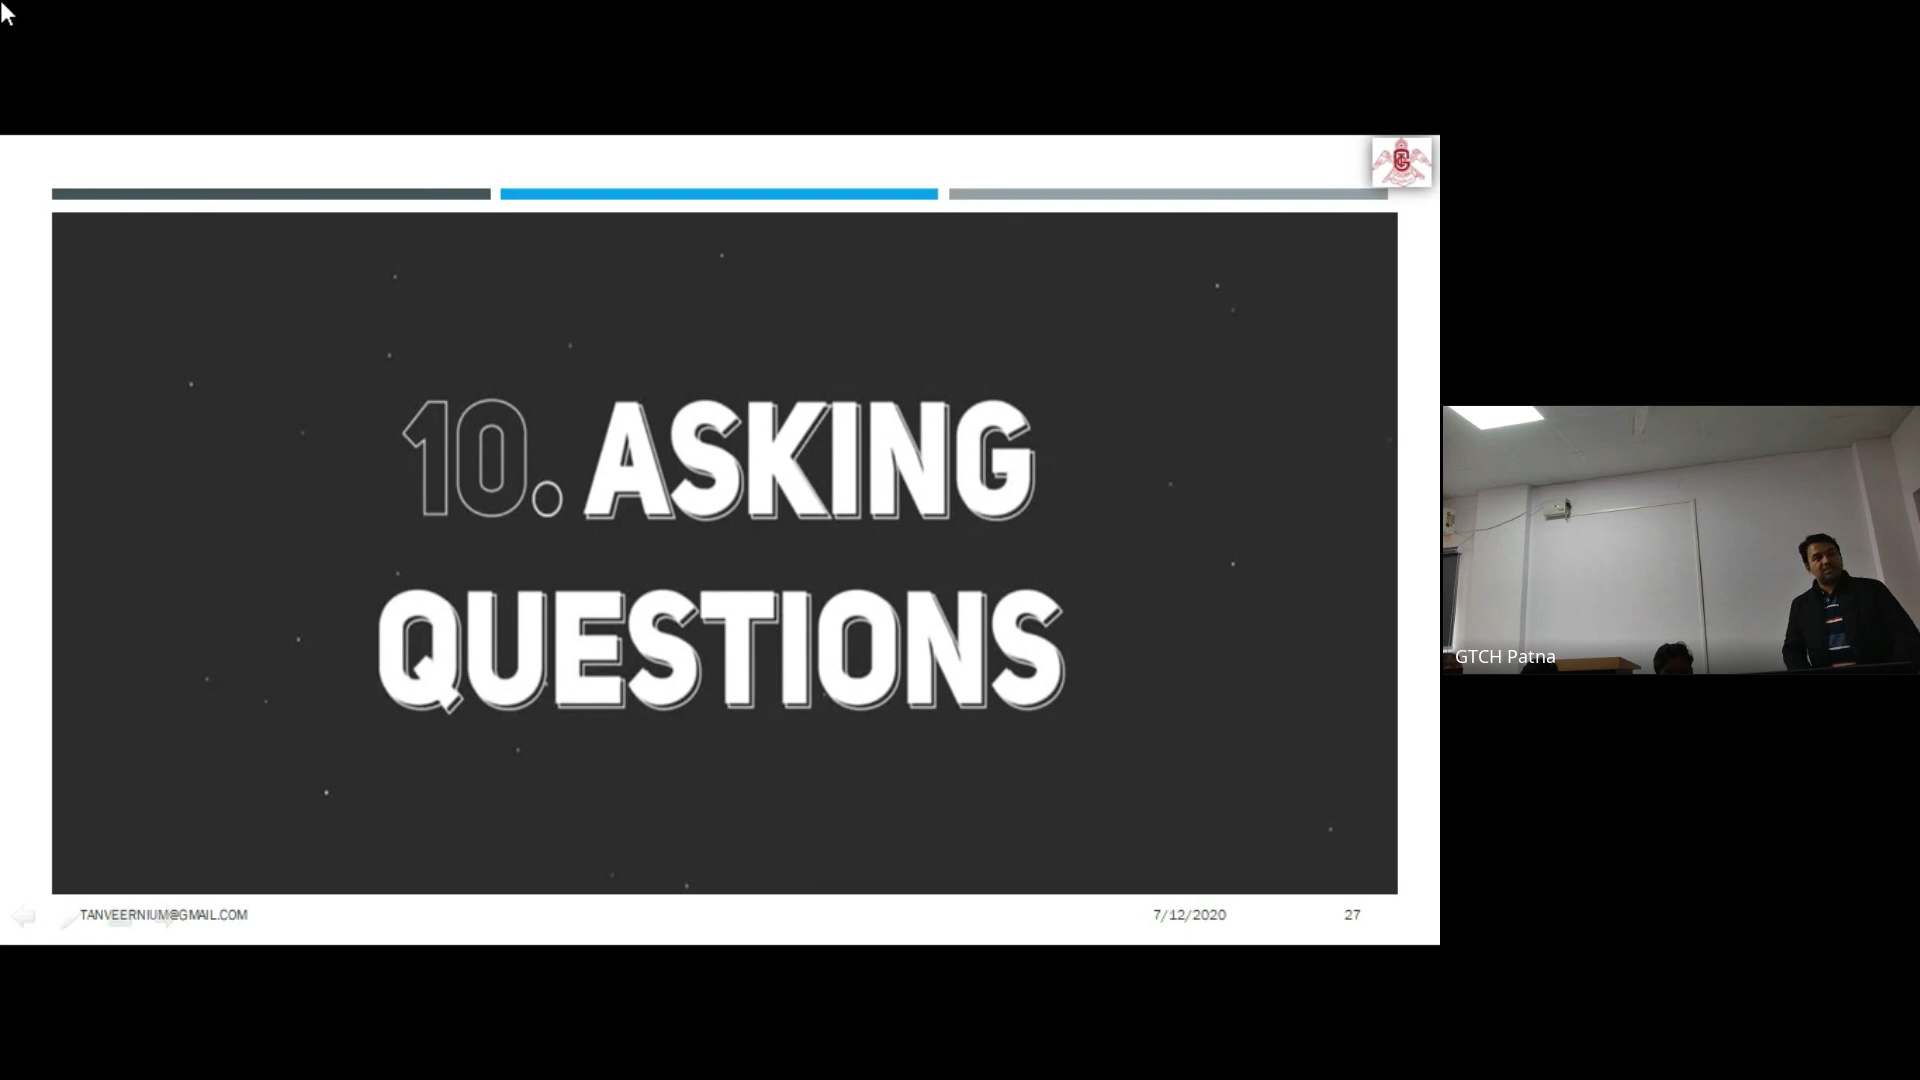 10. ASKING
QUESTIONS
TANVEERNIUM@GMAIL.COM
7/12/2020
27
GTCH Patna